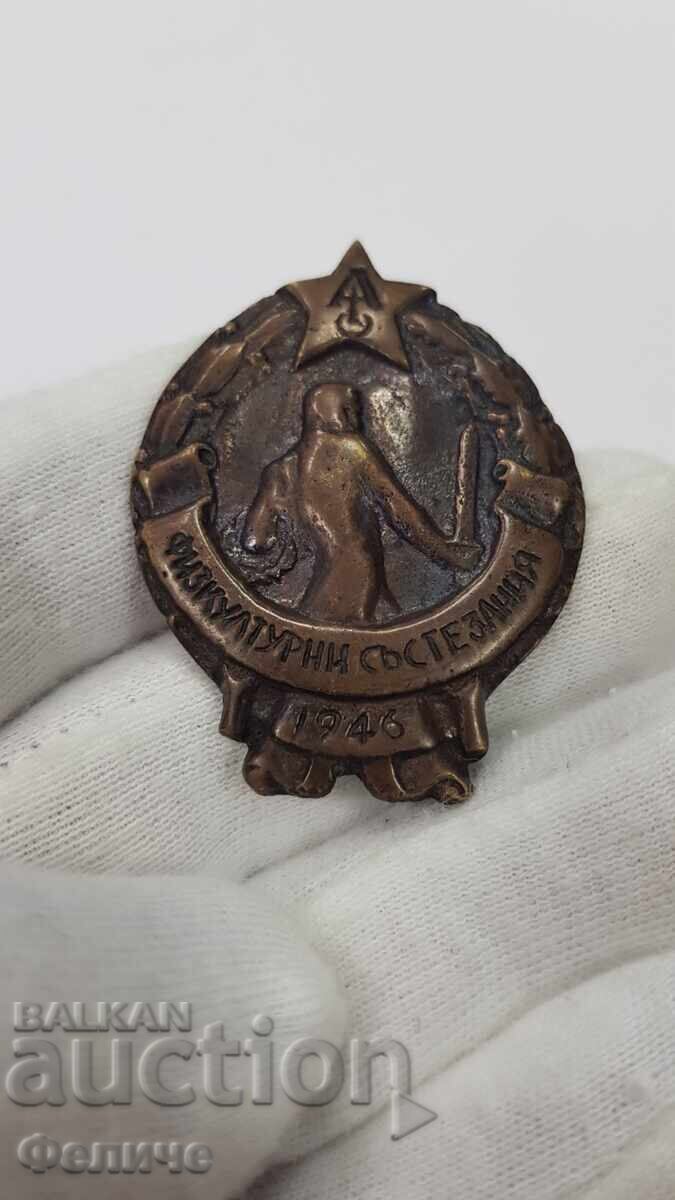 ФИЗКУЛТУРНИ СЪСТЕЗАНИЯ
1946
BALKAN
auction
Феличе